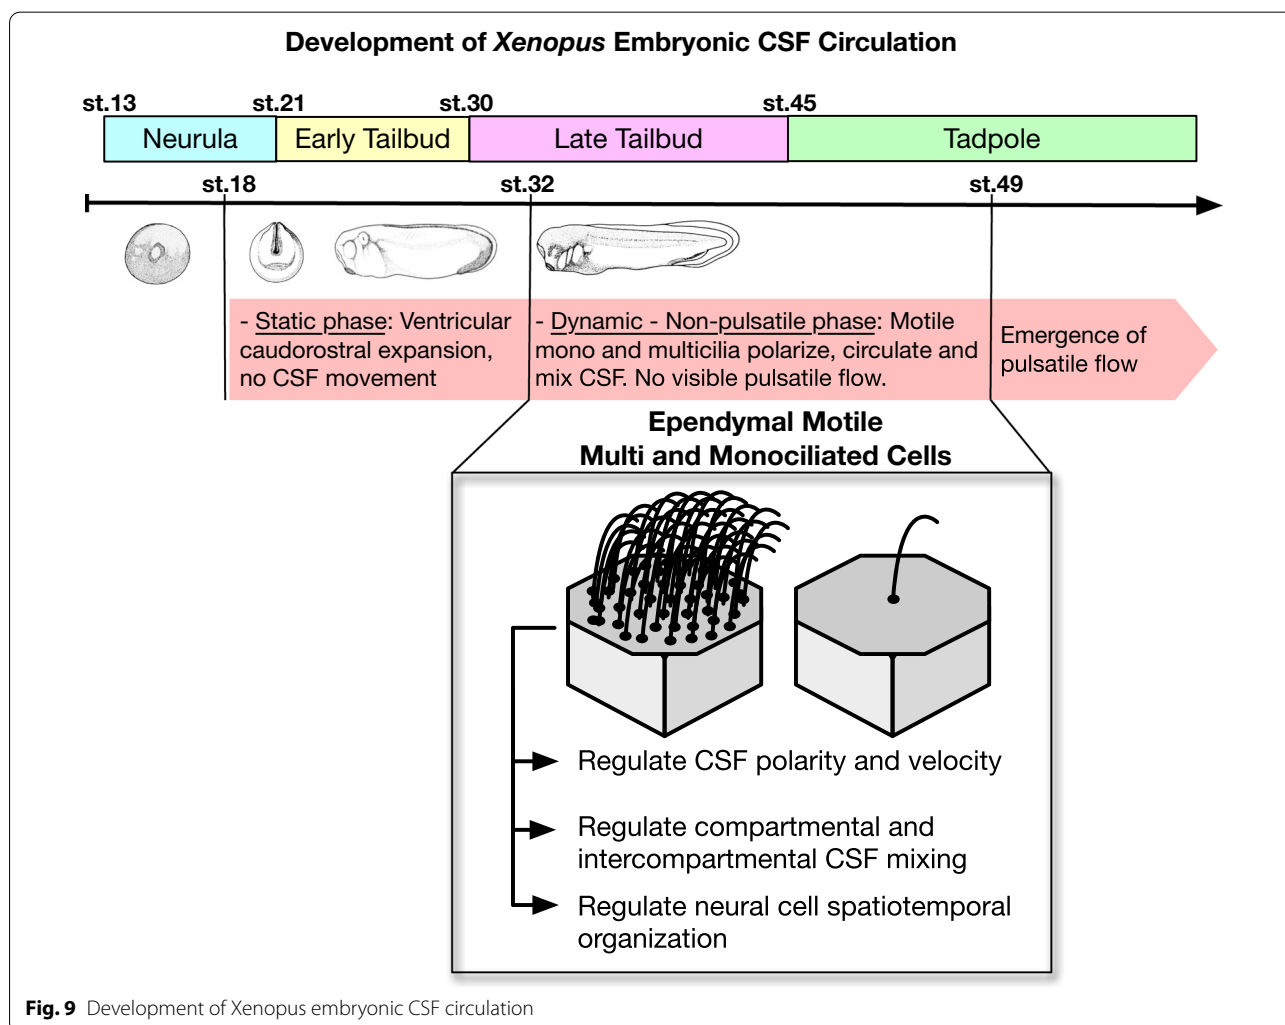 Development of Xenopus Embryonic CSF Circulation
st.13 st.21 st.30 st.45
Neurula Early Tailbud Late Tailbud Tadpole
st.18 st.32 st.49
- Static phase: Ventricular
caudorostral expansion,
no CSF movement
- Dynamic - Non-pulsatile phase: Motile
mono and multicilia polarize, circulate and
mix CSF. No visible pulsatile flow.
Emergence of
pulsatile flow
Ependymal Motile
Multi and Monociliated Cells
Regulate CSF polarity and velocity
Regulate compartmental and
intercompartmental CSF mixing
Regulate neural cell spatiotemporal
organization
Fig. 9 Development of Xenopus embryonic CSF circulation